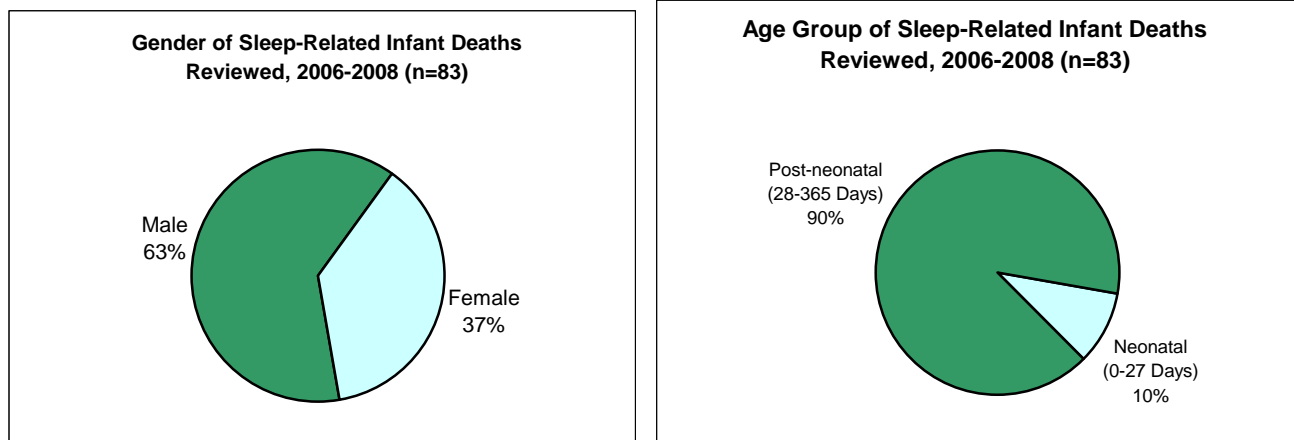 Gender of Sleep-Related Infant Deaths
Reviewed, 2006-2008 (n=83)
Male
63%
Female
37%
Age Group of Sleep-Related Infant Deaths
Reviewed, 2006-2008 (n=83)
Post-neonatal
(28-365 Days)
90%
Neonatal
(0-27 Days)
10%